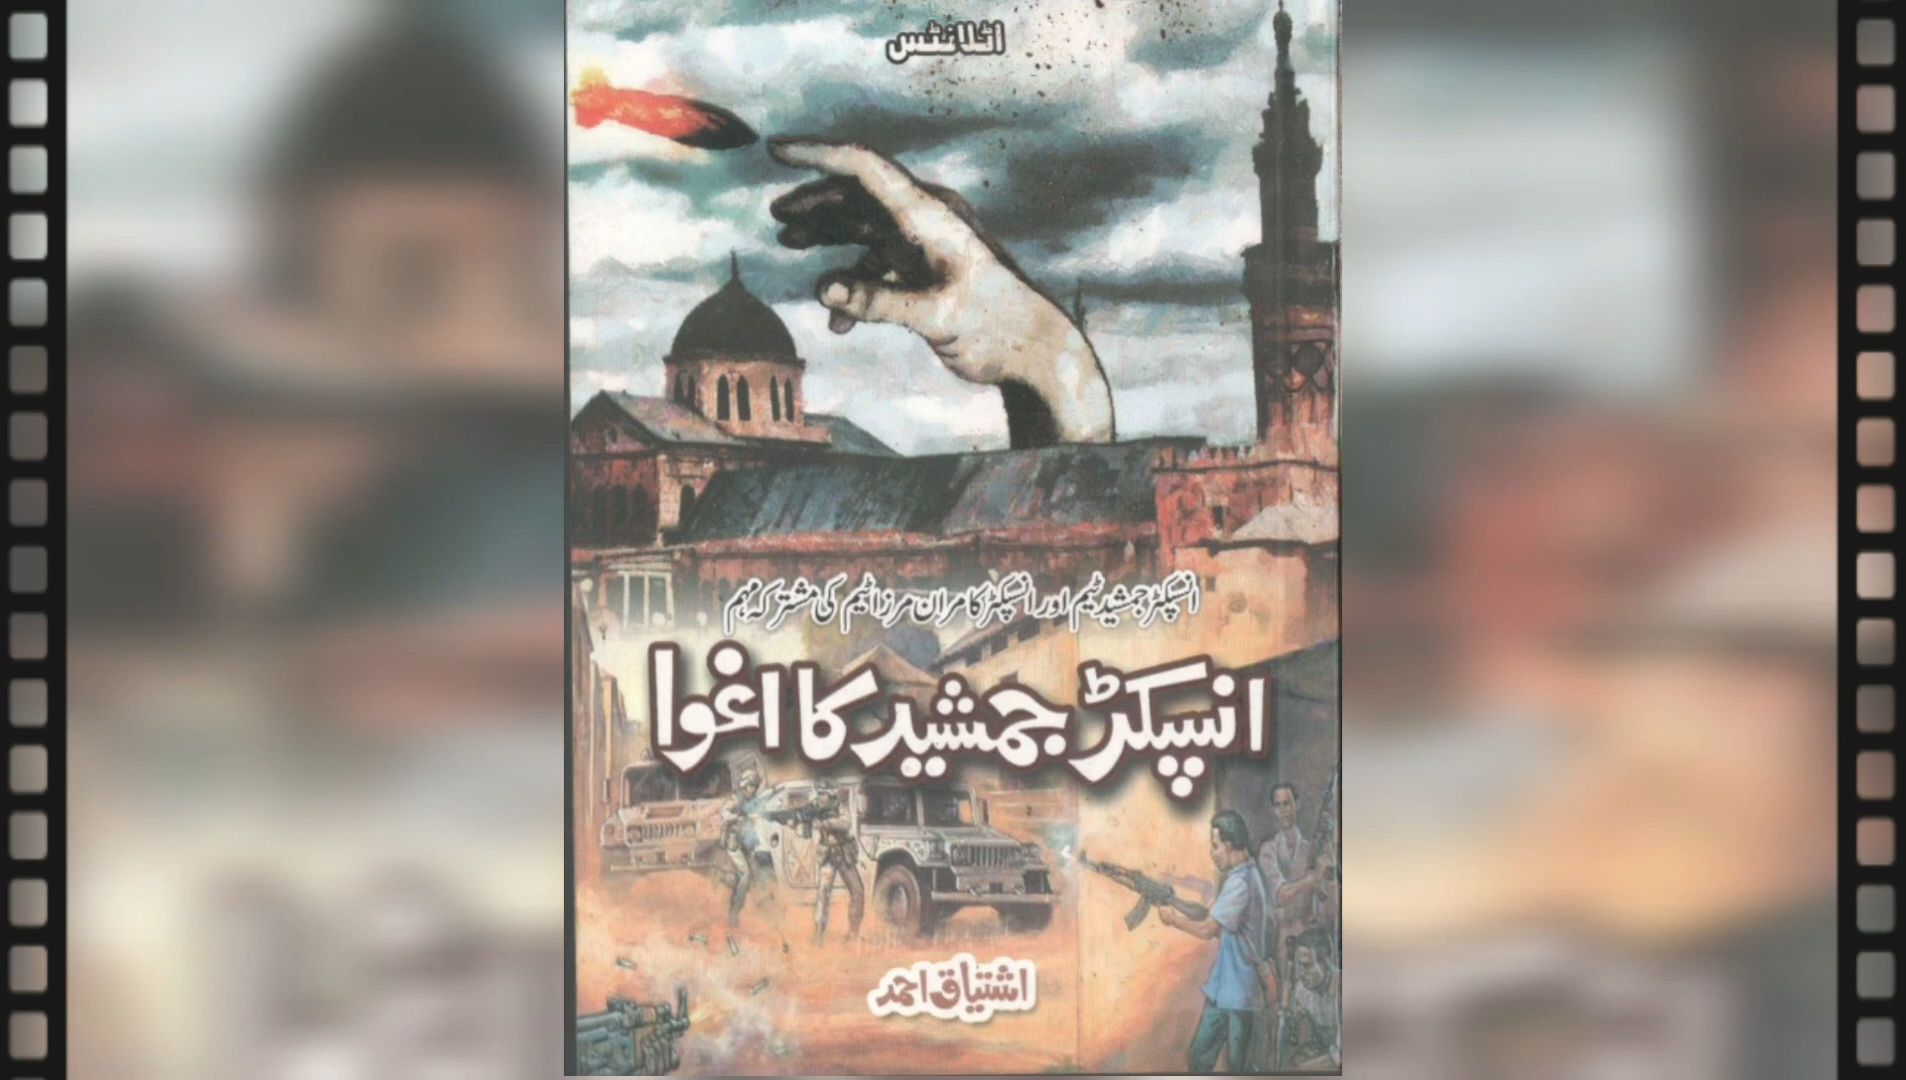 اٹلانٹس
انسپکٹر جمشید ٹیم اور انسپکٹر کامران مرزا ٹیم کی مشترکہ مہم
انسپکٹر جمشید کا اغوا
اشتیاق احمد